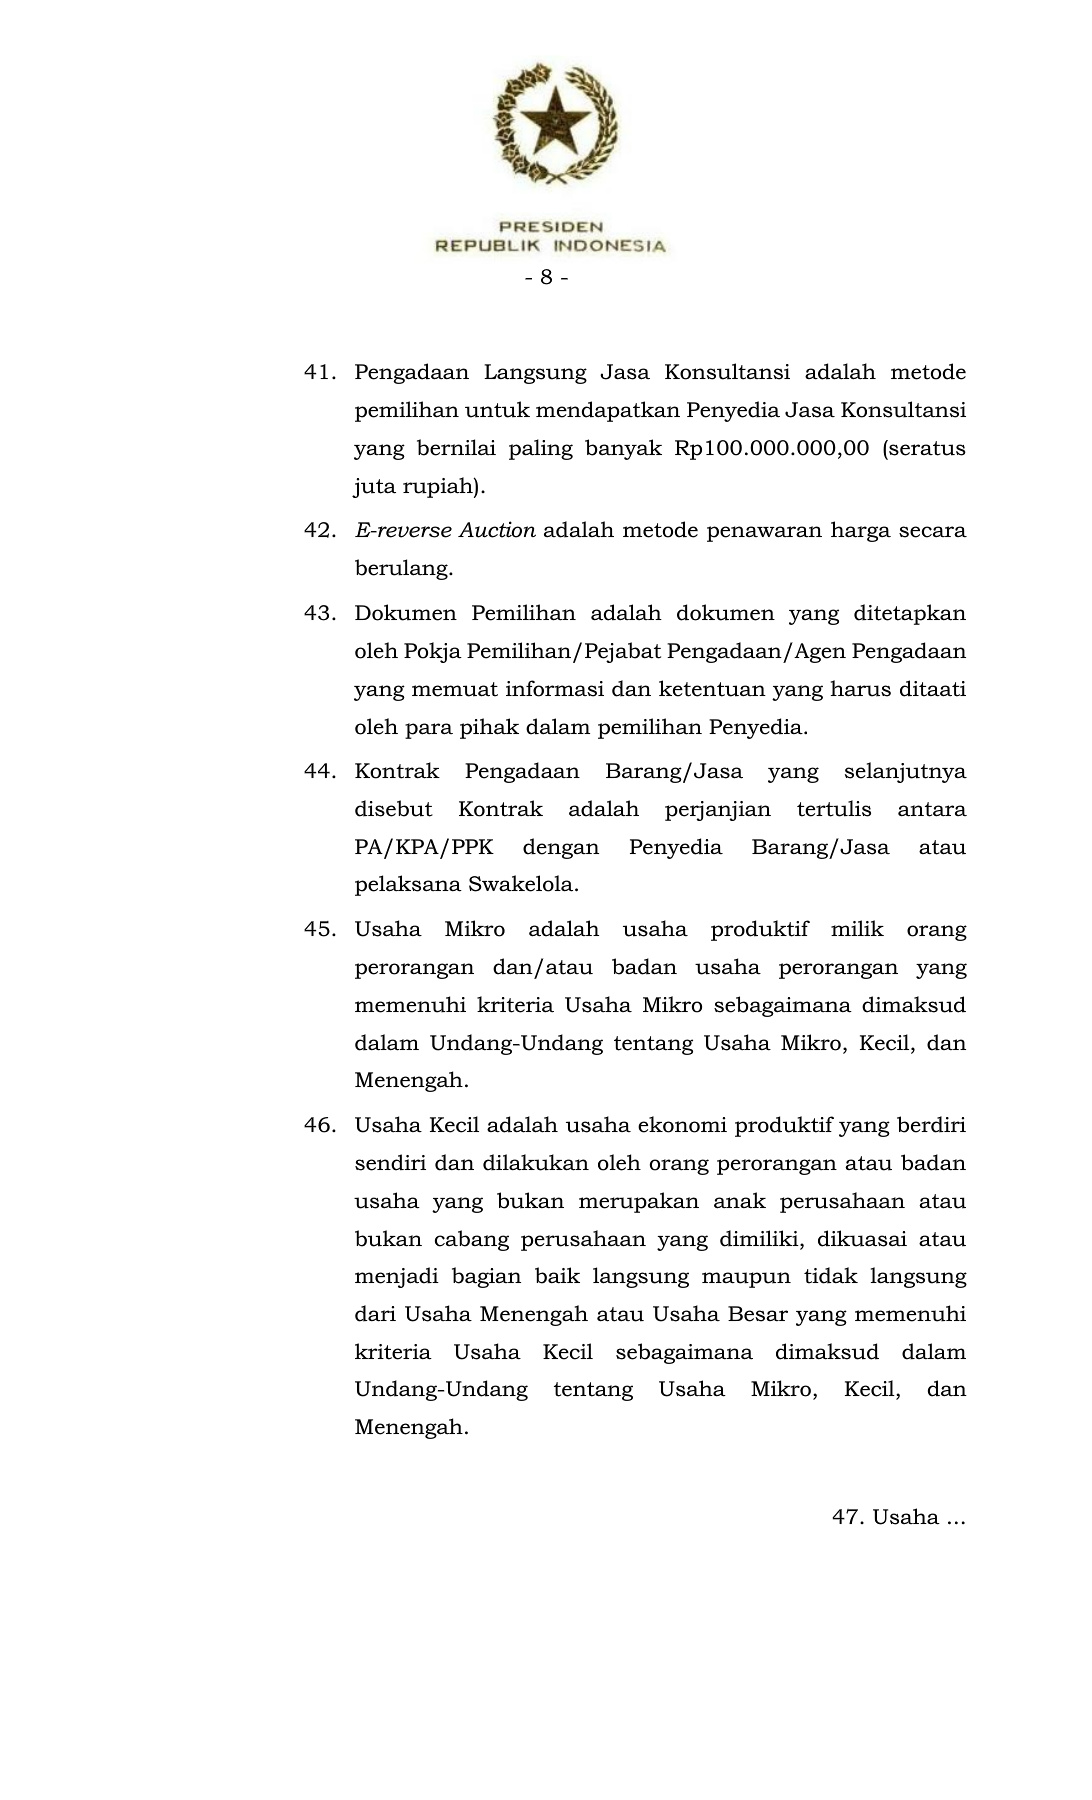 PRESIDEN
REPUBLIK INDONESIA
- 8 -
41. Pengadaan Langsung Jasa Konsultansi adalah metode
pemilihan untuk mendapatkan Penyedia Jasa Konsultansi
yang bernilai paling banyak Rp100.000.000,00 (seratus
juta rupiah).
42. E-reverse Auction adalah metode penawaran harga secara
berulang.
43. Dokumen Pemilihan adalah dokumen yang ditetapkan
oleh Pokja Pemilihan/Pejabat Pengadaan/Agen Pengadaan
yang memuat informasi dan ketentuan yang harus ditaati
oleh para pihak dalam pemilihan Penyedia.
44. Kontrak Pengadaan Barang/Jasa yang selanjutnya
disebut Kontrak adalah perjanjian tertulis antara
PA/KPA/PPK dengan Penyedia Barang/Jasa atau
pelaksana Swakelola.
45. Usaha Mikro adalah usaha produktif milik orang
perorangan dan/atau badan usaha perorangan yang
memenuhi kriteria Usaha Mikro sebagaimana dimaksud
dalam Undang-Undang tentang Usaha Mikro, Kecil, dan
Menengah.
46. Usaha Kecil adalah usaha ekonomi produktif yang berdiri
sendiri dan dilakukan oleh orang perorangan atau badan
usaha yang bukan merupakan anak perusahaan atau
bukan cabang perusahaan yang dimiliki, dikuasai atau
menjadi bagian baik langsung maupun tidak langsung
dari Usaha Menengah atau Usaha Besar yang memenuhi
kriteria Usaha Kecil sebagaimana dimaksud dalam
Undang-Undang tentang Usaha Mikro, Kecil, dan
Menengah.
47. Usaha ...